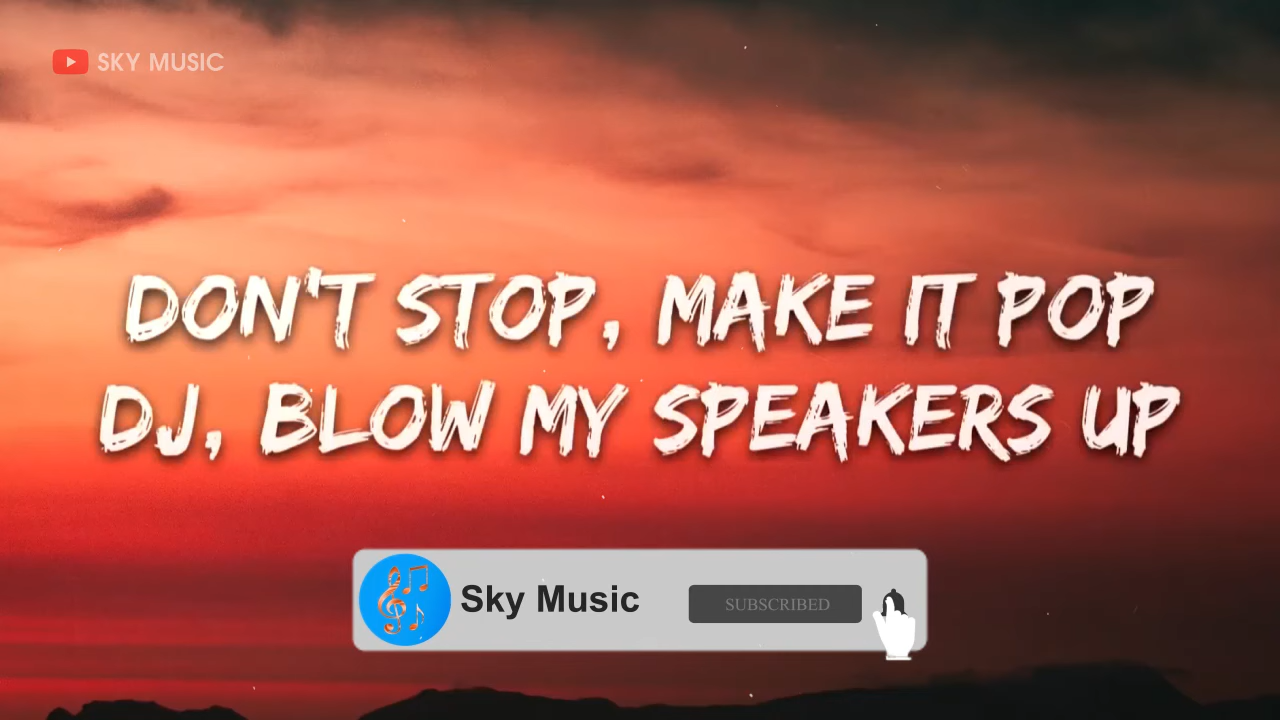 SKY MUSIC
DON'T STOP, MAKE IT POP
DJ, BLOW MY SPEAKERS UP
Sky Music
SUBSCRIBED